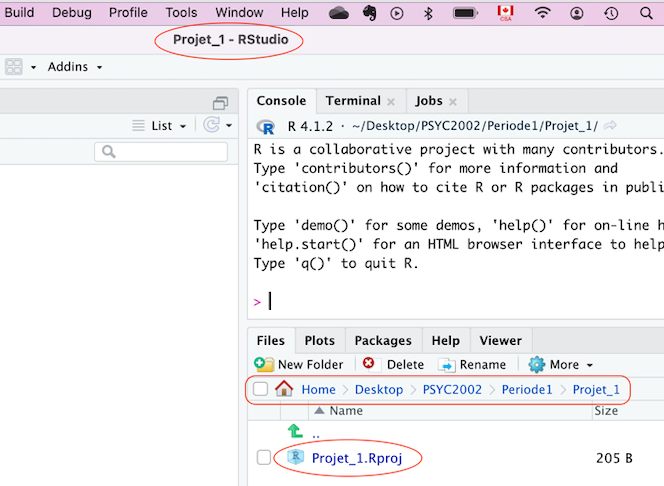 Build Debug Profile Tools Window Help CSA
Projet_1 - RStudio
Addins
Console Terminal Jobs
List
R R 4.1.2 · ~/Desktop/PSYC2002/Periode1/Projet_1/
R is a collaborative project with many contributors.
Type 'contributors()' for more information and
'citation()' on how to cite R or R packages in publi
Type 'demo()' for some demos, 'help()' for on-line h
'help.start()' for an HTML browser interface to help
Type 'q()' to quit R.
>
Files Plots Packages Help Viewer
New Folder Delete Rename More
Home > Desktop > PSYC2002 > Periode1 > Projet_1
Name Size
..
R Projet_1.Rproj 205 B